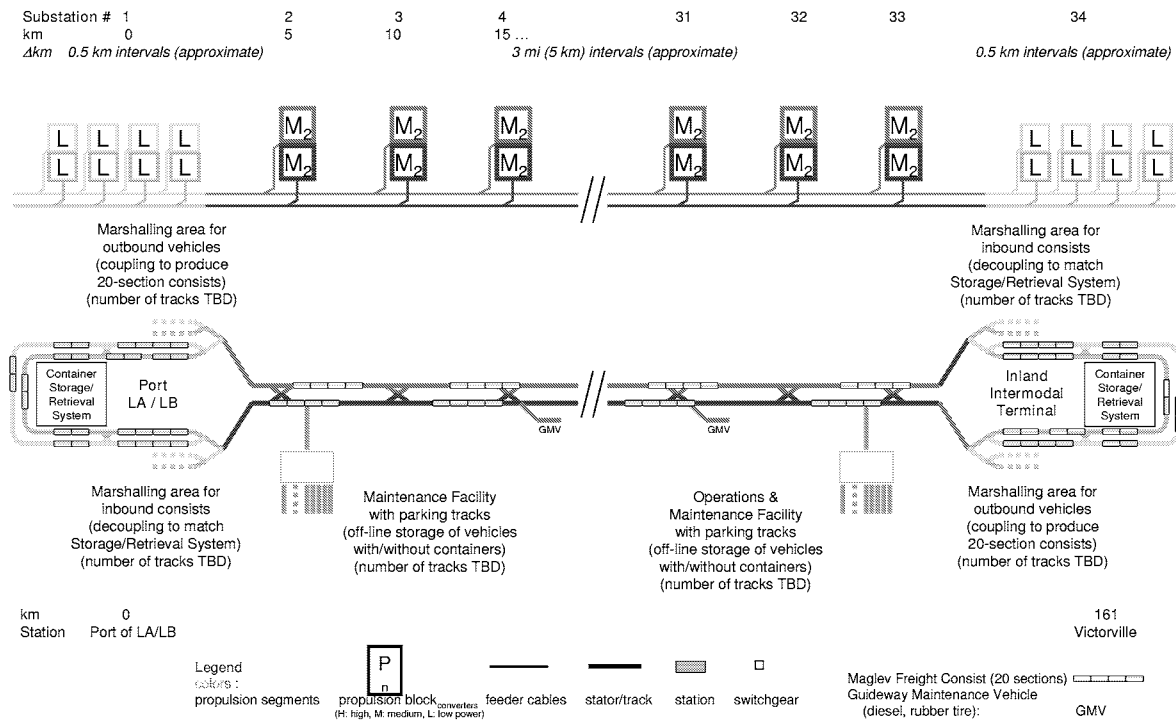 Substation # 1 2 3 4 31 32 33 34
km 0 5 10 15 ...
Δkm 0.5 km intervals (approximate) 3 mi (5 km) intervals (approximate) 0.5 km intervals (approximate)
L L L L M2 M2 M2 M2 M2 M2 L L L L
L L L L M2 M2 M2 M2 M2 M2 L L L L
Marshalling area for
outbound vehicles
(coupling to produce
20-section consists)
(number of tracks TBD)
Marshalling area for
inbound consists
(decoupling to match
Storage/Retrieval System)
(number of tracks TBD)
Container
Storage/
Retrieval
System
Port
LA / LB
GMV
GMV
Inland
Intermodal
Terminal
Container
Storage/
Retrieval
System
Marshalling area for
inbound consists
(decoupling to match
Storage/Retrieval System)
(number of tracks TBD)
Maintenance Facility
with parking tracks
(off-line storage of vehicles
with/without containers)
(number of tracks TBD)
Operations &
Maintenance Facility
with parking tracks
(off-line storage of vehicles
with/without containers)
(number of tracks TBD)
Marshalling area for
outbound vehicles
(coupling to produce
20-section consists)
(number of tracks TBD)
km 0 161
Station Port of LA/LB Victorville
Legend
colors :
propulsion segments
P
n
propulsion block converters
(H: high, M: medium, L: low power)
feeder cables
stator/track
station
switchgear
Maglev Freight Consist (20 sections)
Guideway Maintenance Vehicle
(diesel, rubber tire): GMV